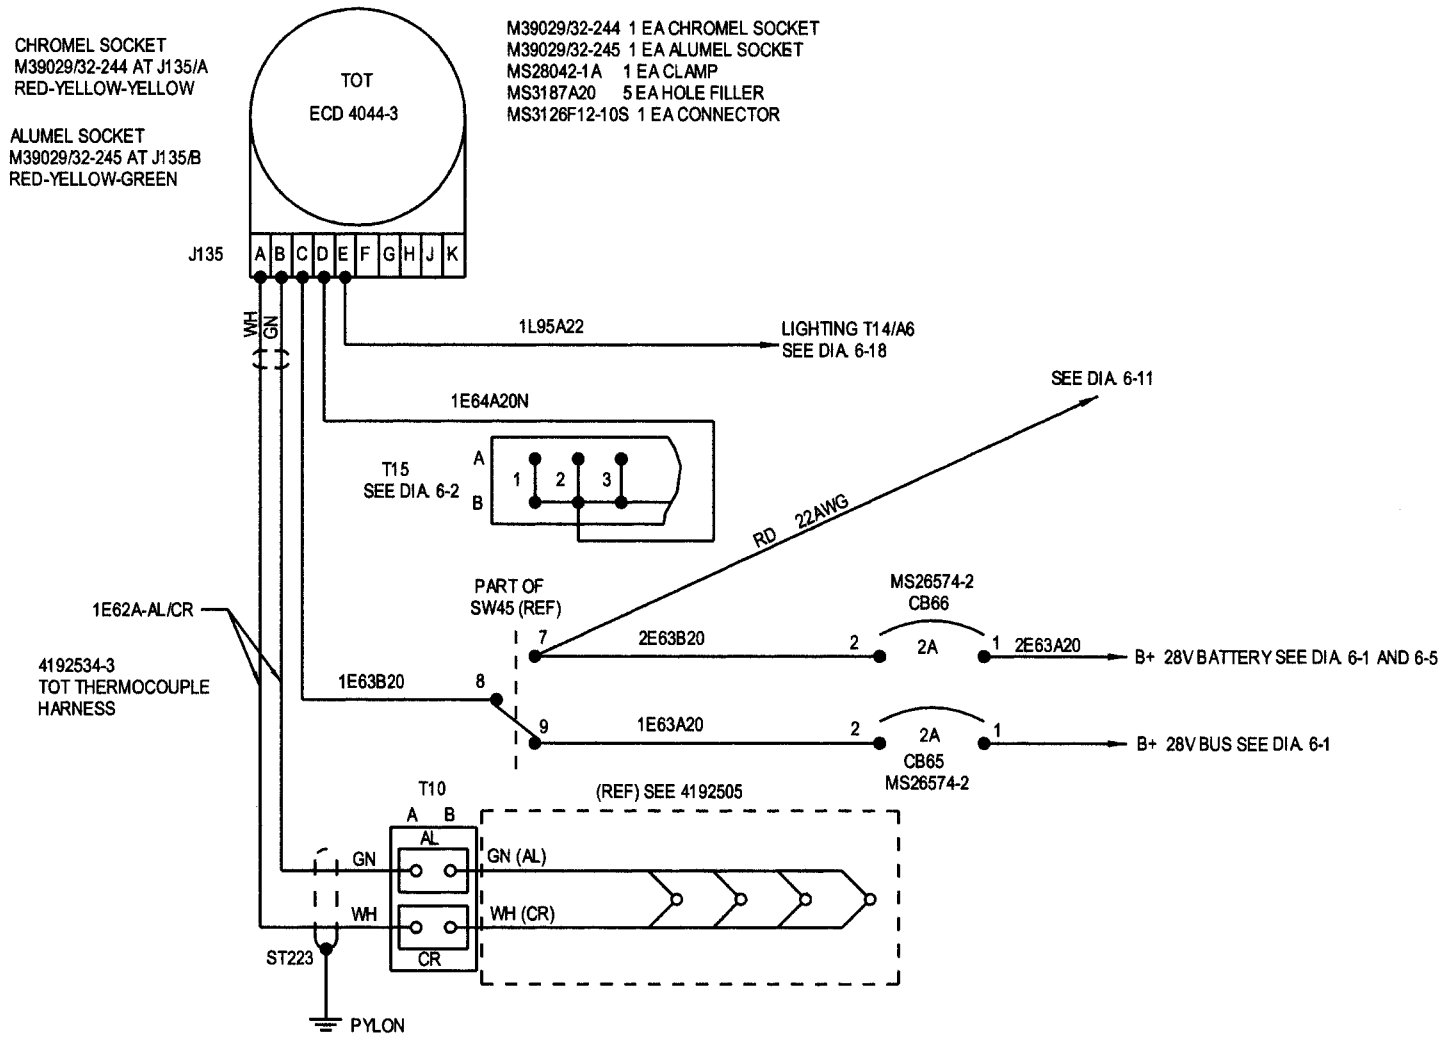 CHROMEL SOCKET
M39029/32-244 AT J135/A
RED-YELLOW-YELLOW
ALUMEL SOCKET
M39029/32-245 AT J135/B
RED-YELLOW-GREEN
TOT
ECD 4044-3
M39029/32-244 1 EA CHROMEL SOCKET
M39029/32-245 1 EA ALUMEL SOCKET
MS28042-1A 1 EA CLAMP
MS3187A20 5 EA HOLE FILLER
MS3126F12-10S 1 EA CONNECTOR
J135 A B C D E F G H J K
WH
GN
1L95A22
LIGHTING T14/A6
SEE DIA. 6-18
SEE DIA. 6-11
1E64A20N
T15
SEE DIA. 6-2
A
1 2 3
B
RD 22AWG
PART OF
SW45 (REF)
MS26574-2
CB66
7 2E63B20 2 2A 1 2E63A20 B+ 28V BATTERY SEE DIA. 6-1 AND 6-5
1E62A-AL/CR
4192534-3
TOT THERMOCOUPLE
HARNESS
1E63B20 8
9 1E63A20 2 2A 1 B+ 28V BUS SEE DIA. 6-1
CB65
MS26574-2
T10
A B
(REF) SEE 4192505
AL
GN GN (AL)
WH WH (CR)
CR
ST223
PYLON